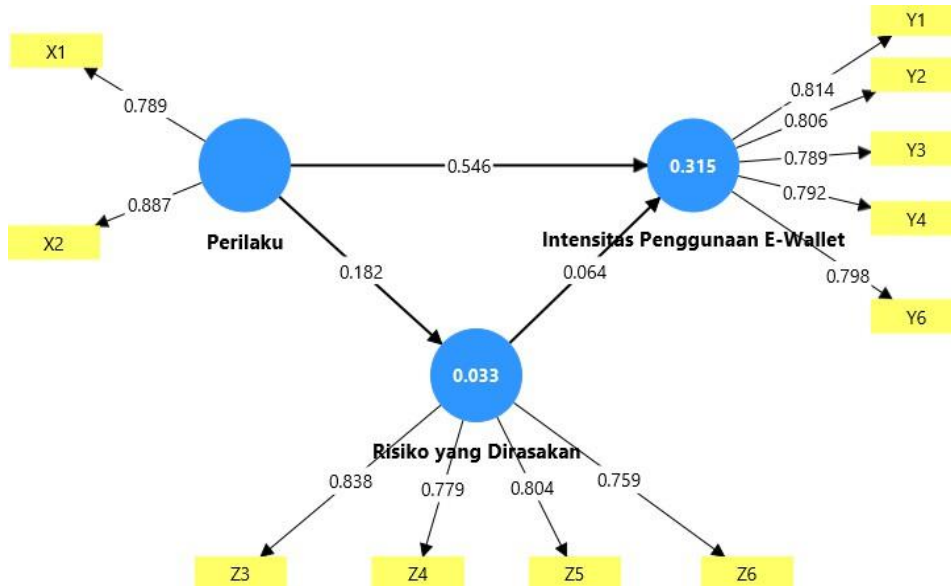 Y1
X1
0.814
Y2
0.789
0.806
0.546
0.315
0.789
Y3
0.887
0.792
X2
Y4
Perilaku
Intensitas Penggunaan E-Wallet
0.182
0.064
0.798
Y6
0.033
Risiko yang Dirasakan
0.838
0.779
0.804
0.759
Z3
Z4
Z5
Z6